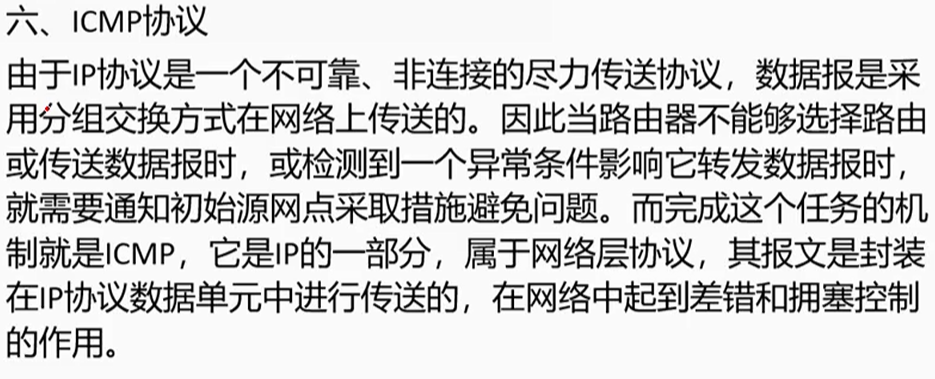 六、ICMP协议
由于IP协议是一个不可靠、非连接的尽力传送协议，数据报是采
用分组交换方式在网络上传送的。因此当路由器不能够选择路由
或传送数据报时，或检测到一个异常条件影响它转发数据报时，
就需要通知初始源网点采取措施避免问题。而完成这个任务的机
制就是ICMP，它是IP的一部分，属于网络层协议，其报文是封装
在IP协议数据单元中进行传送的，在网络中起到差错和拥塞控制
的作用。